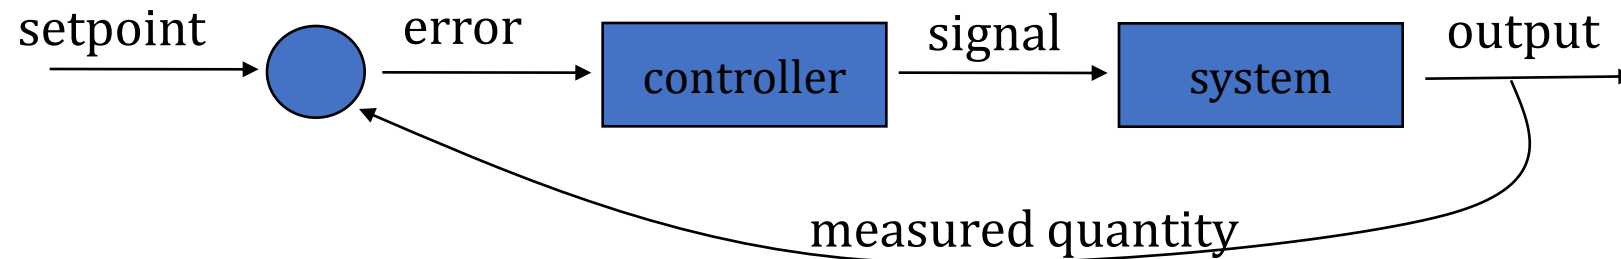 setpoint
error
controller
signal
system
output
measured quantity